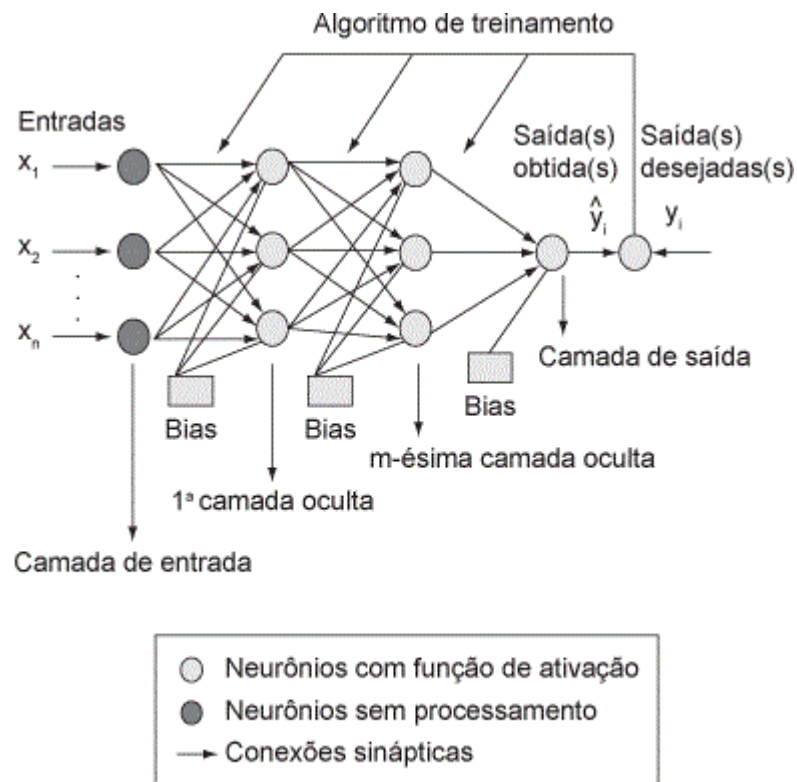 Algoritmo de treinamento
Entradas
Saída(s) Saída(s)
obtida(s) desejadas(s)
x₁
ŷᵢ yᵢ
x₂
.
.
.
xₙ
Camada de saída
Bias Bias Bias
m-ésima camada oculta
1ª camada oculta
Camada de entrada
Neurônios com função de ativação
Neurônios sem processamento
Conexões sinápticas